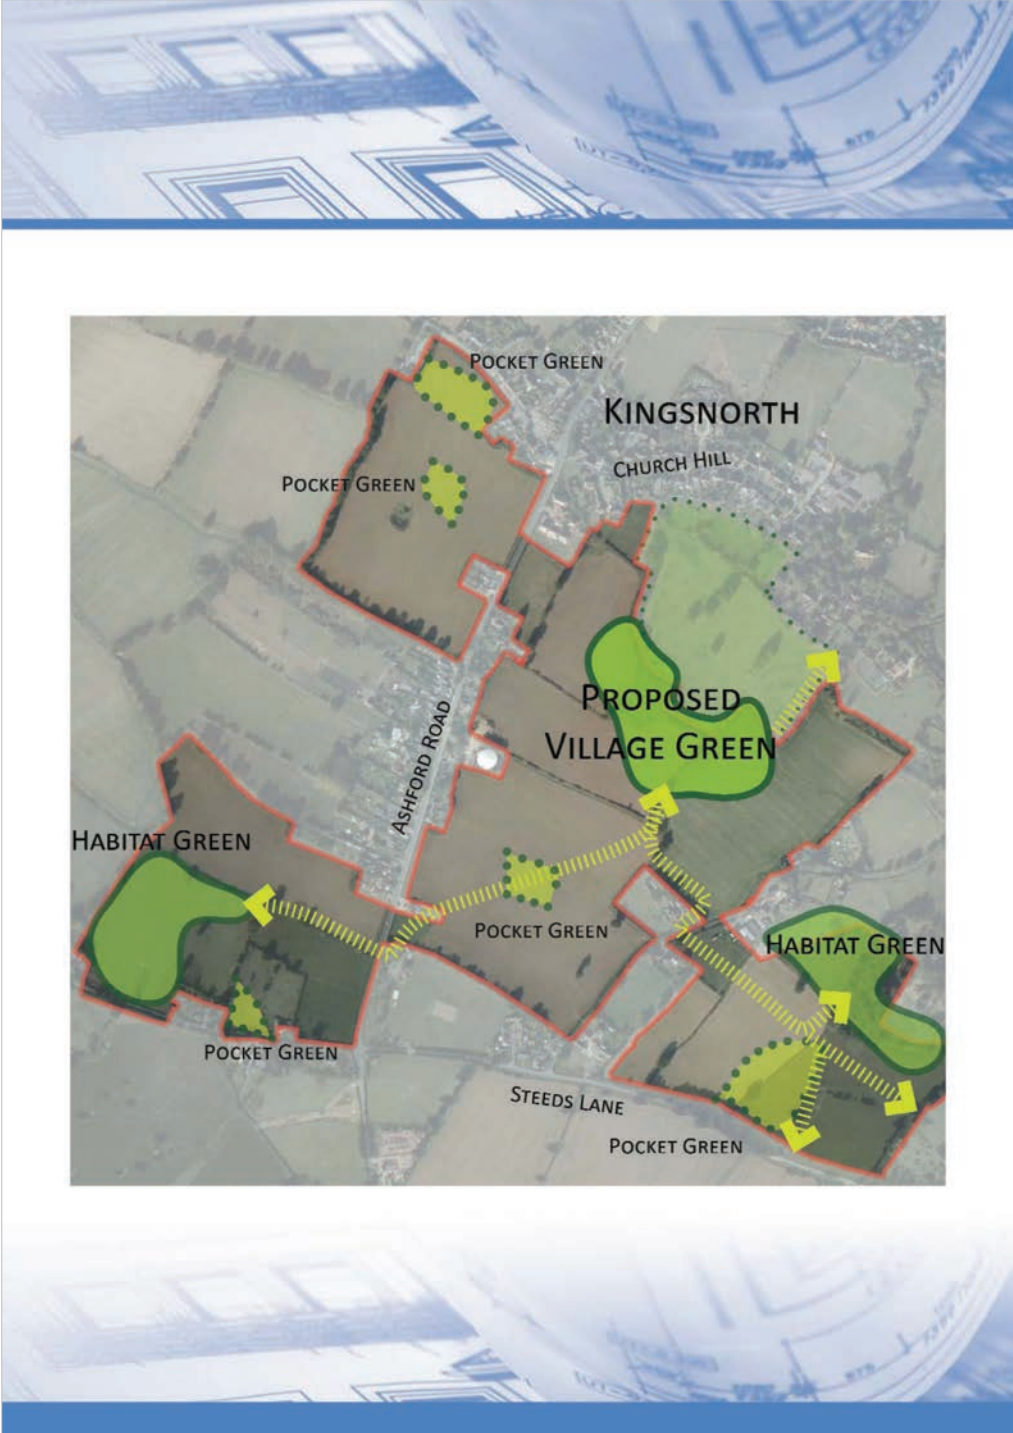 Pocket Green
Kingsnorth
Church Hill
Pocket Green
Proposed
Village Green
Ashford Road
Habitat Green
Pocket Green
Habitat Green
Pocket Green
Steeds Lane
Pocket Green